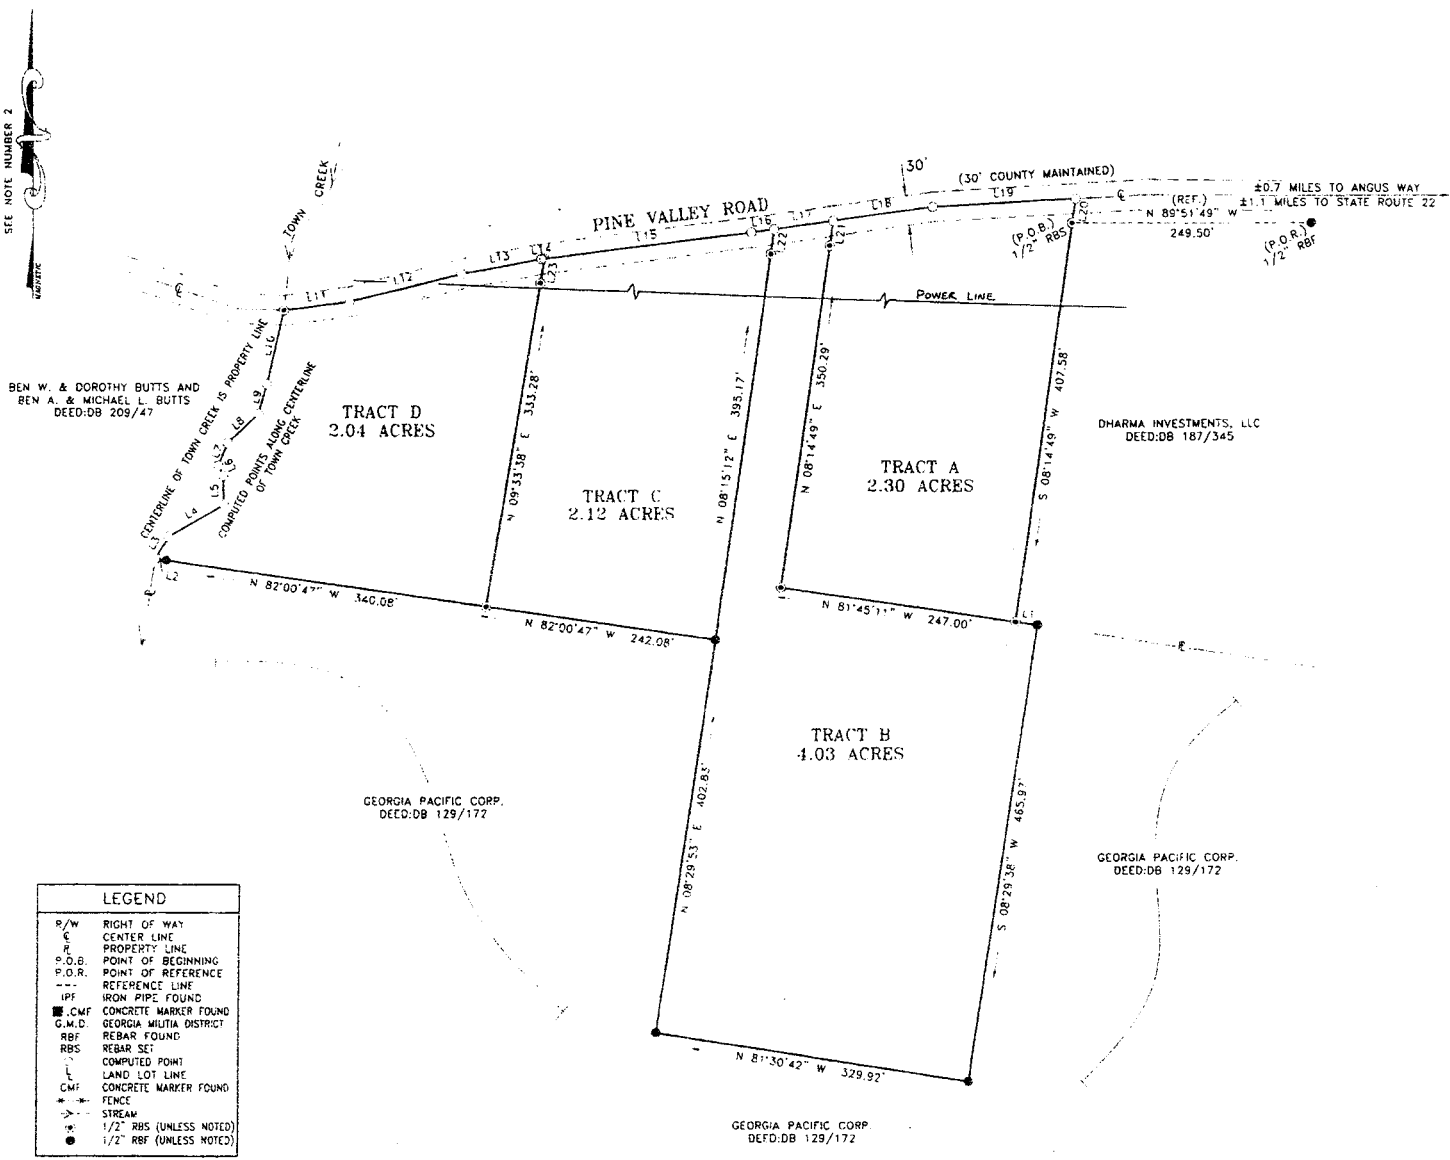 SEE NOTE NUMBER 2
MAGNETIC
TOWN CREEK
30'
(30' COUNTY MAINTAINED)
PINE VALLEY ROAD
±0.7 MILES TO ANGUS WAY
±1.1 MILES TO STATE ROUTE 22
(REF.)
N 89°51'49" W
249.50'
(P.O.B.)
1/2" RBS
(P.O.R.)
1/2" RBF
L11
L12
L13
L14
L15
L16
L17
L18
L19
L20
L21
L22
L23
POWER LINE
BEN W. & DOROTHY BUTTS AND
BEN A. & MICHAEL L. BUTTS
DEED:DB 209/47
CENTERLINE OF TOWN CREEK IS PROPERTY LINE
COMPUTED POINTS ALONG CENTERLINE
OF TOWN CREEK
L10
L9
L8
L7
L6
L5
L4
L3
L2
TRACT D
2.04 ACRES
N 09°33'38" E 333.28'
TRACT C
2.12 ACRES
N 08°15'12" E 395.17'
N 08°14'49" E 350.29'
TRACT A
2.30 ACRES
S 08°14'49" W 407.58'
DHARMA INVESTMENTS, LLC
DEED:DB 187/345
N 82°00'47" W 340.08'
N 82°00'47" W 242.08'
N 81°45'11" W 247.00'
L1
TRACT B
4.03 ACRES
N 08°29'53" E 402.83'
S 08°29'38" W 465.97'
GEORGIA PACIFIC CORP.
DEED:DB 129/172
GEORGIA PACIFIC CORP.
DEED:DB 129/172
N 81°30'42" W 329.92'
GEORGIA PACIFIC CORP.
DEED:DB 129/172
LEGEND
R/W RIGHT OF WAY
℄ CENTER LINE
PROPERTY LINE
P.O.B. POINT OF BEGINNING
P.O.R. POINT OF REFERENCE
--- REFERENCE LINE
IPF IRON PIPE FOUND
CMF CONCRETE MARKER FOUND
G.M.D. GEORGIA MILITIA DISTRICT
RBF REBAR FOUND
RBS REBAR SET
COMPUTED POINT
LAND LOT LINE
CMF CONCRETE MARKER FOUND
FENCE
STREAM
1/2" RBS (UNLESS NOTED)
1/2" RBF (UNLESS NOTED)